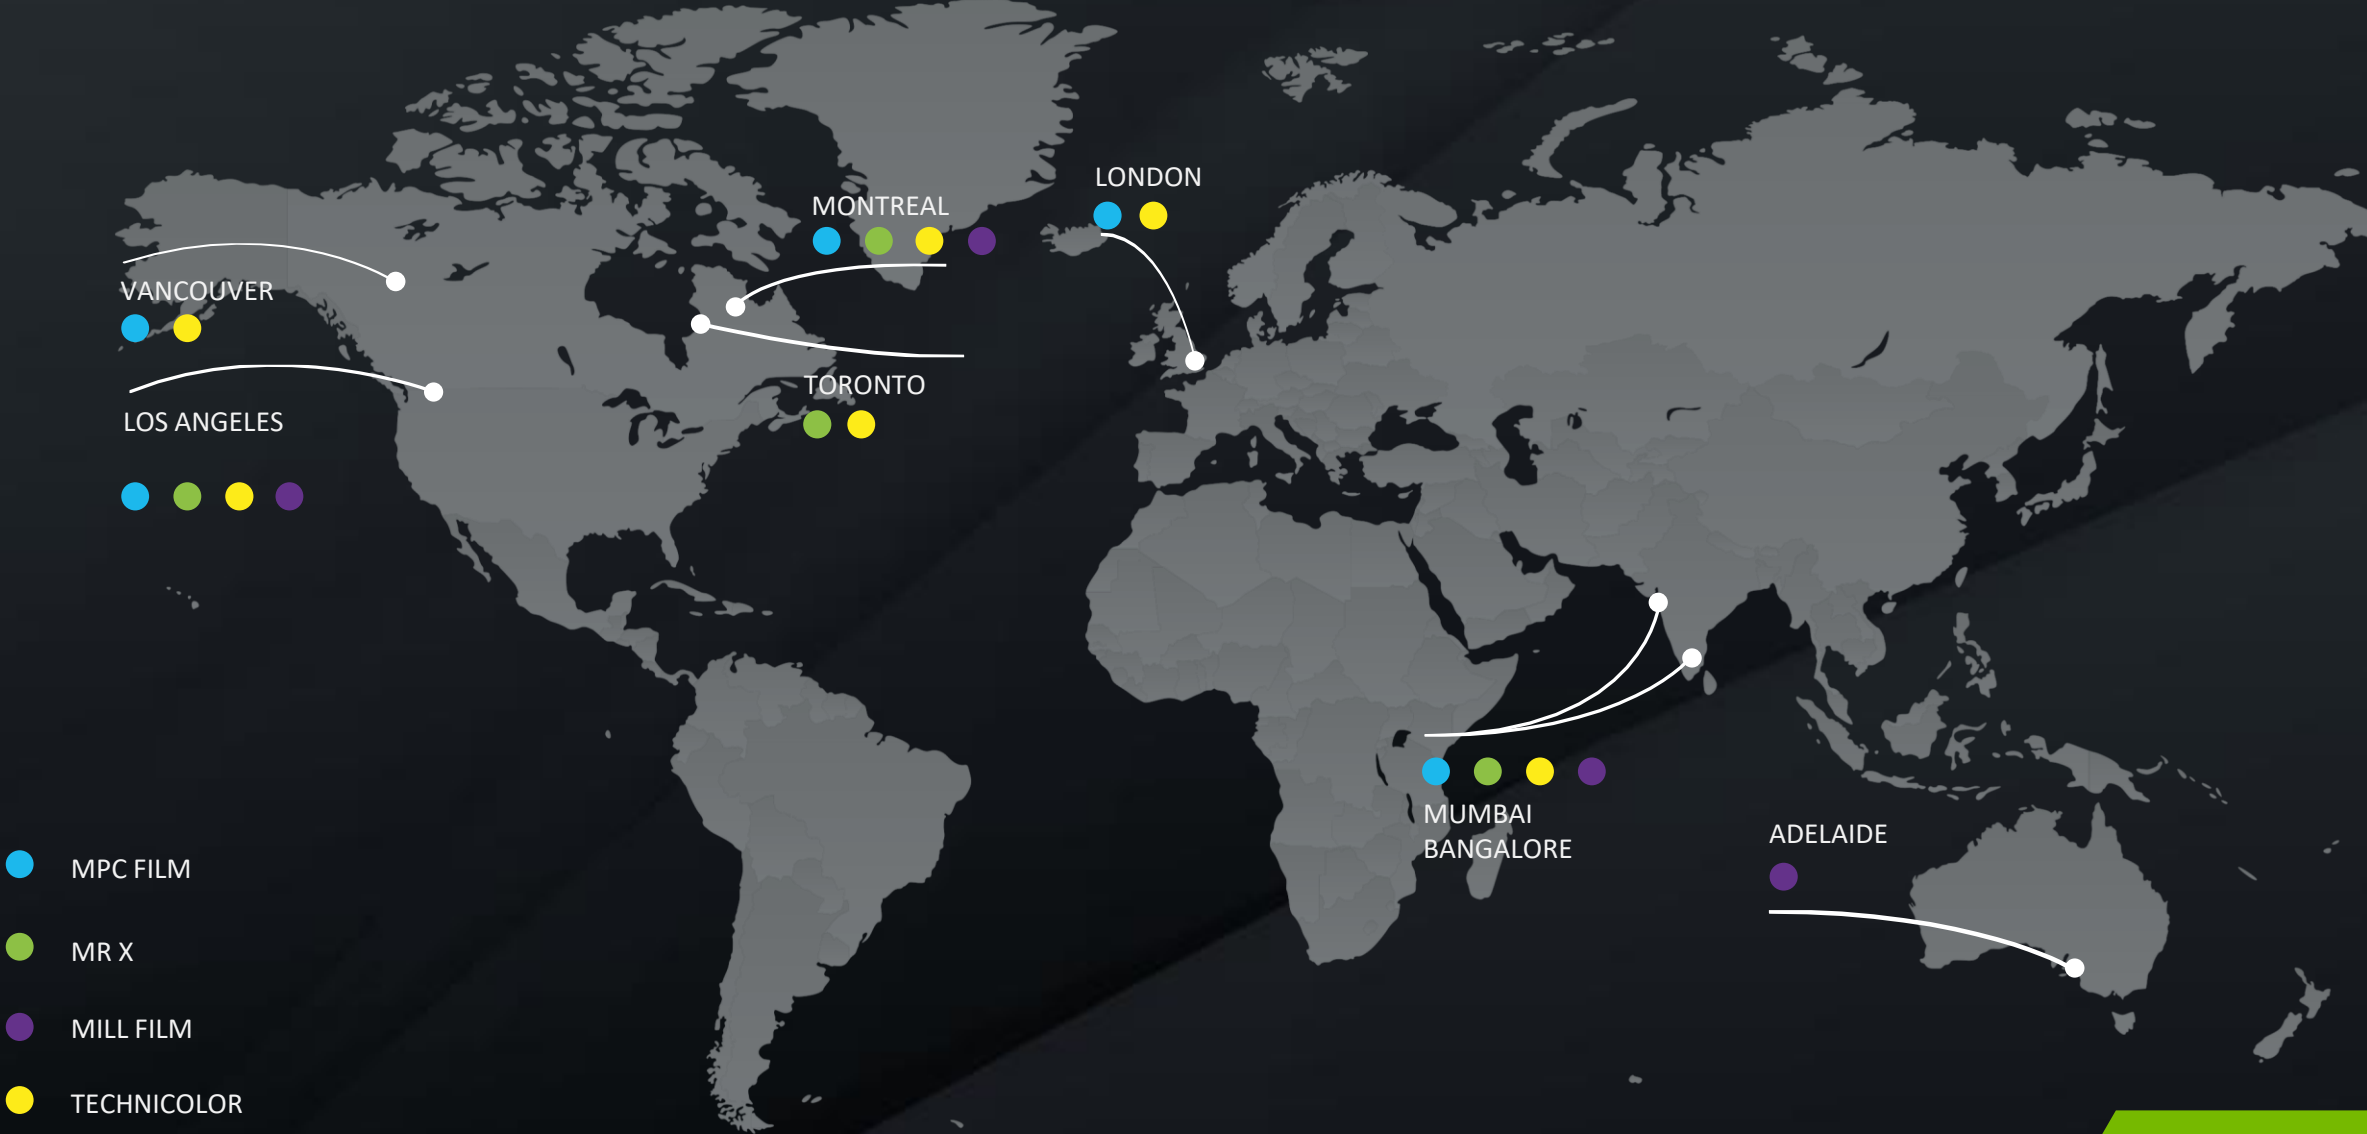 LONDON
MONTREAL
VANCOUVER
TORONTO
LOS ANGELES
MUMBAI
BANGALORE
ADELAIDE
MPC FILM
MR X
MILL FILM
TECHNICOLOR